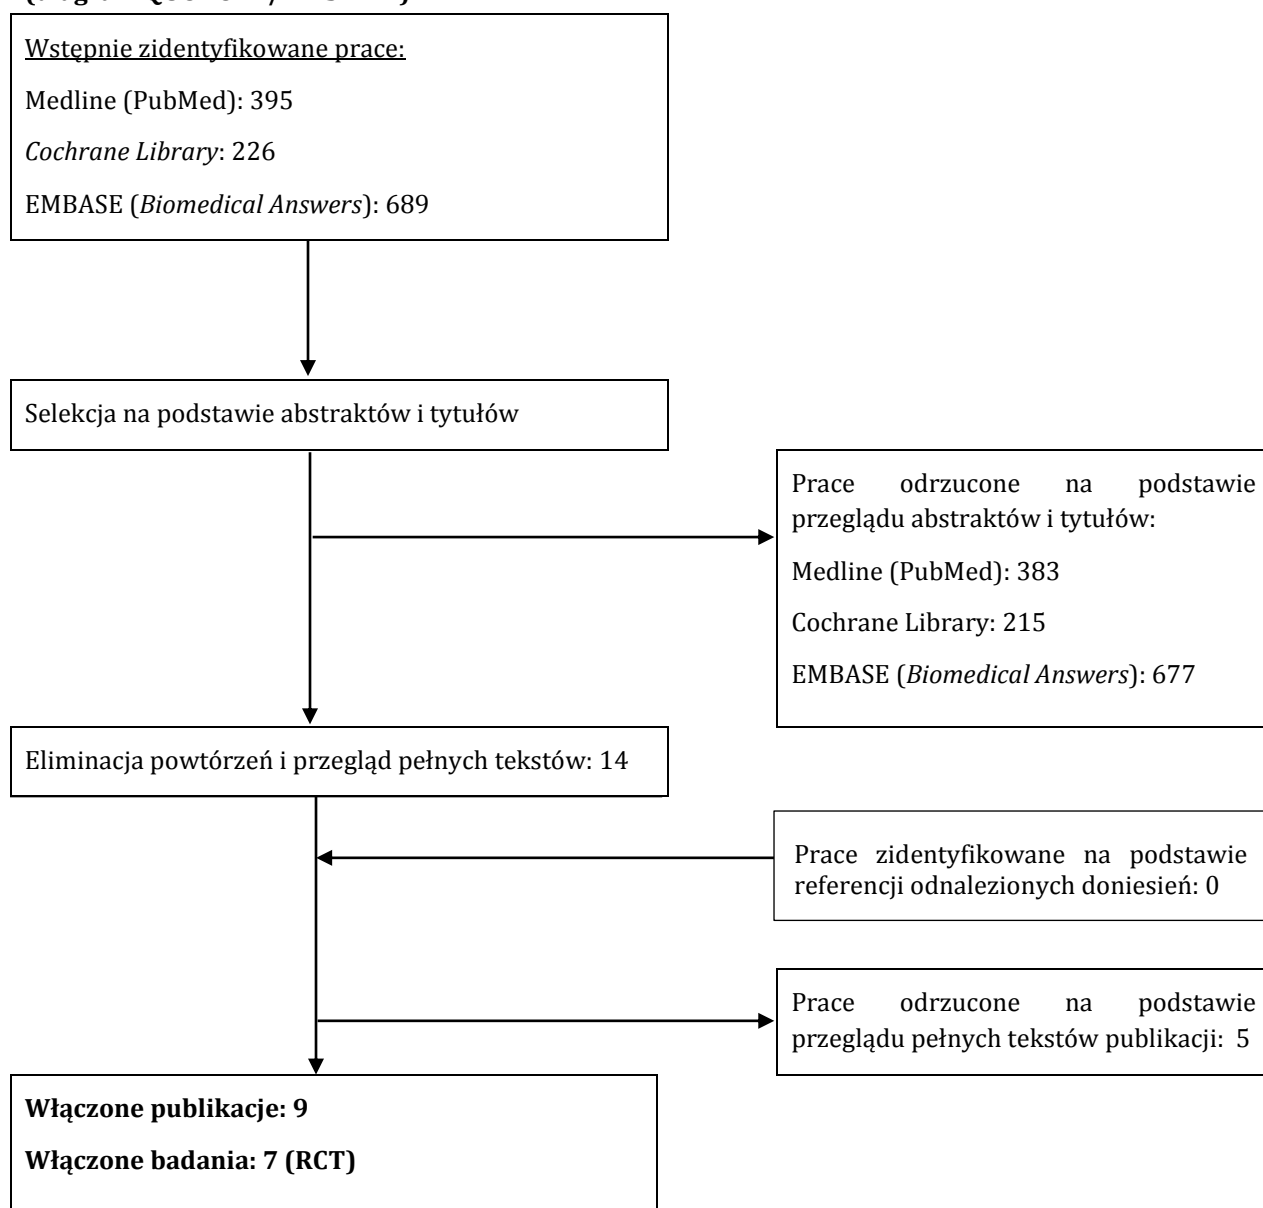 Wstępnie zidentyfikowane prace:
Medline (PubMed): 395
Cochrane Library: 226
EMBASE (Biomedical Answers): 689
Selekcja na podstawie abstraktów i tytułów
Prace odrzucone na podstawie
przeglądu abstraktów i tytułów:
Medline (PubMed): 383
Cochrane Library: 215
EMBASE (Biomedical Answers): 677
Eliminacja powtórzeń i przegląd pełnych tekstów: 14
Prace zidentyfikowane na podstawie
referencji odnalezionych doniesień: 0
Prace odrzucone na podstawie
przeglądu pełnych tekstów publikacji: 5
Włączone publikacje: 9
Włączone badania: 7 (RCT)